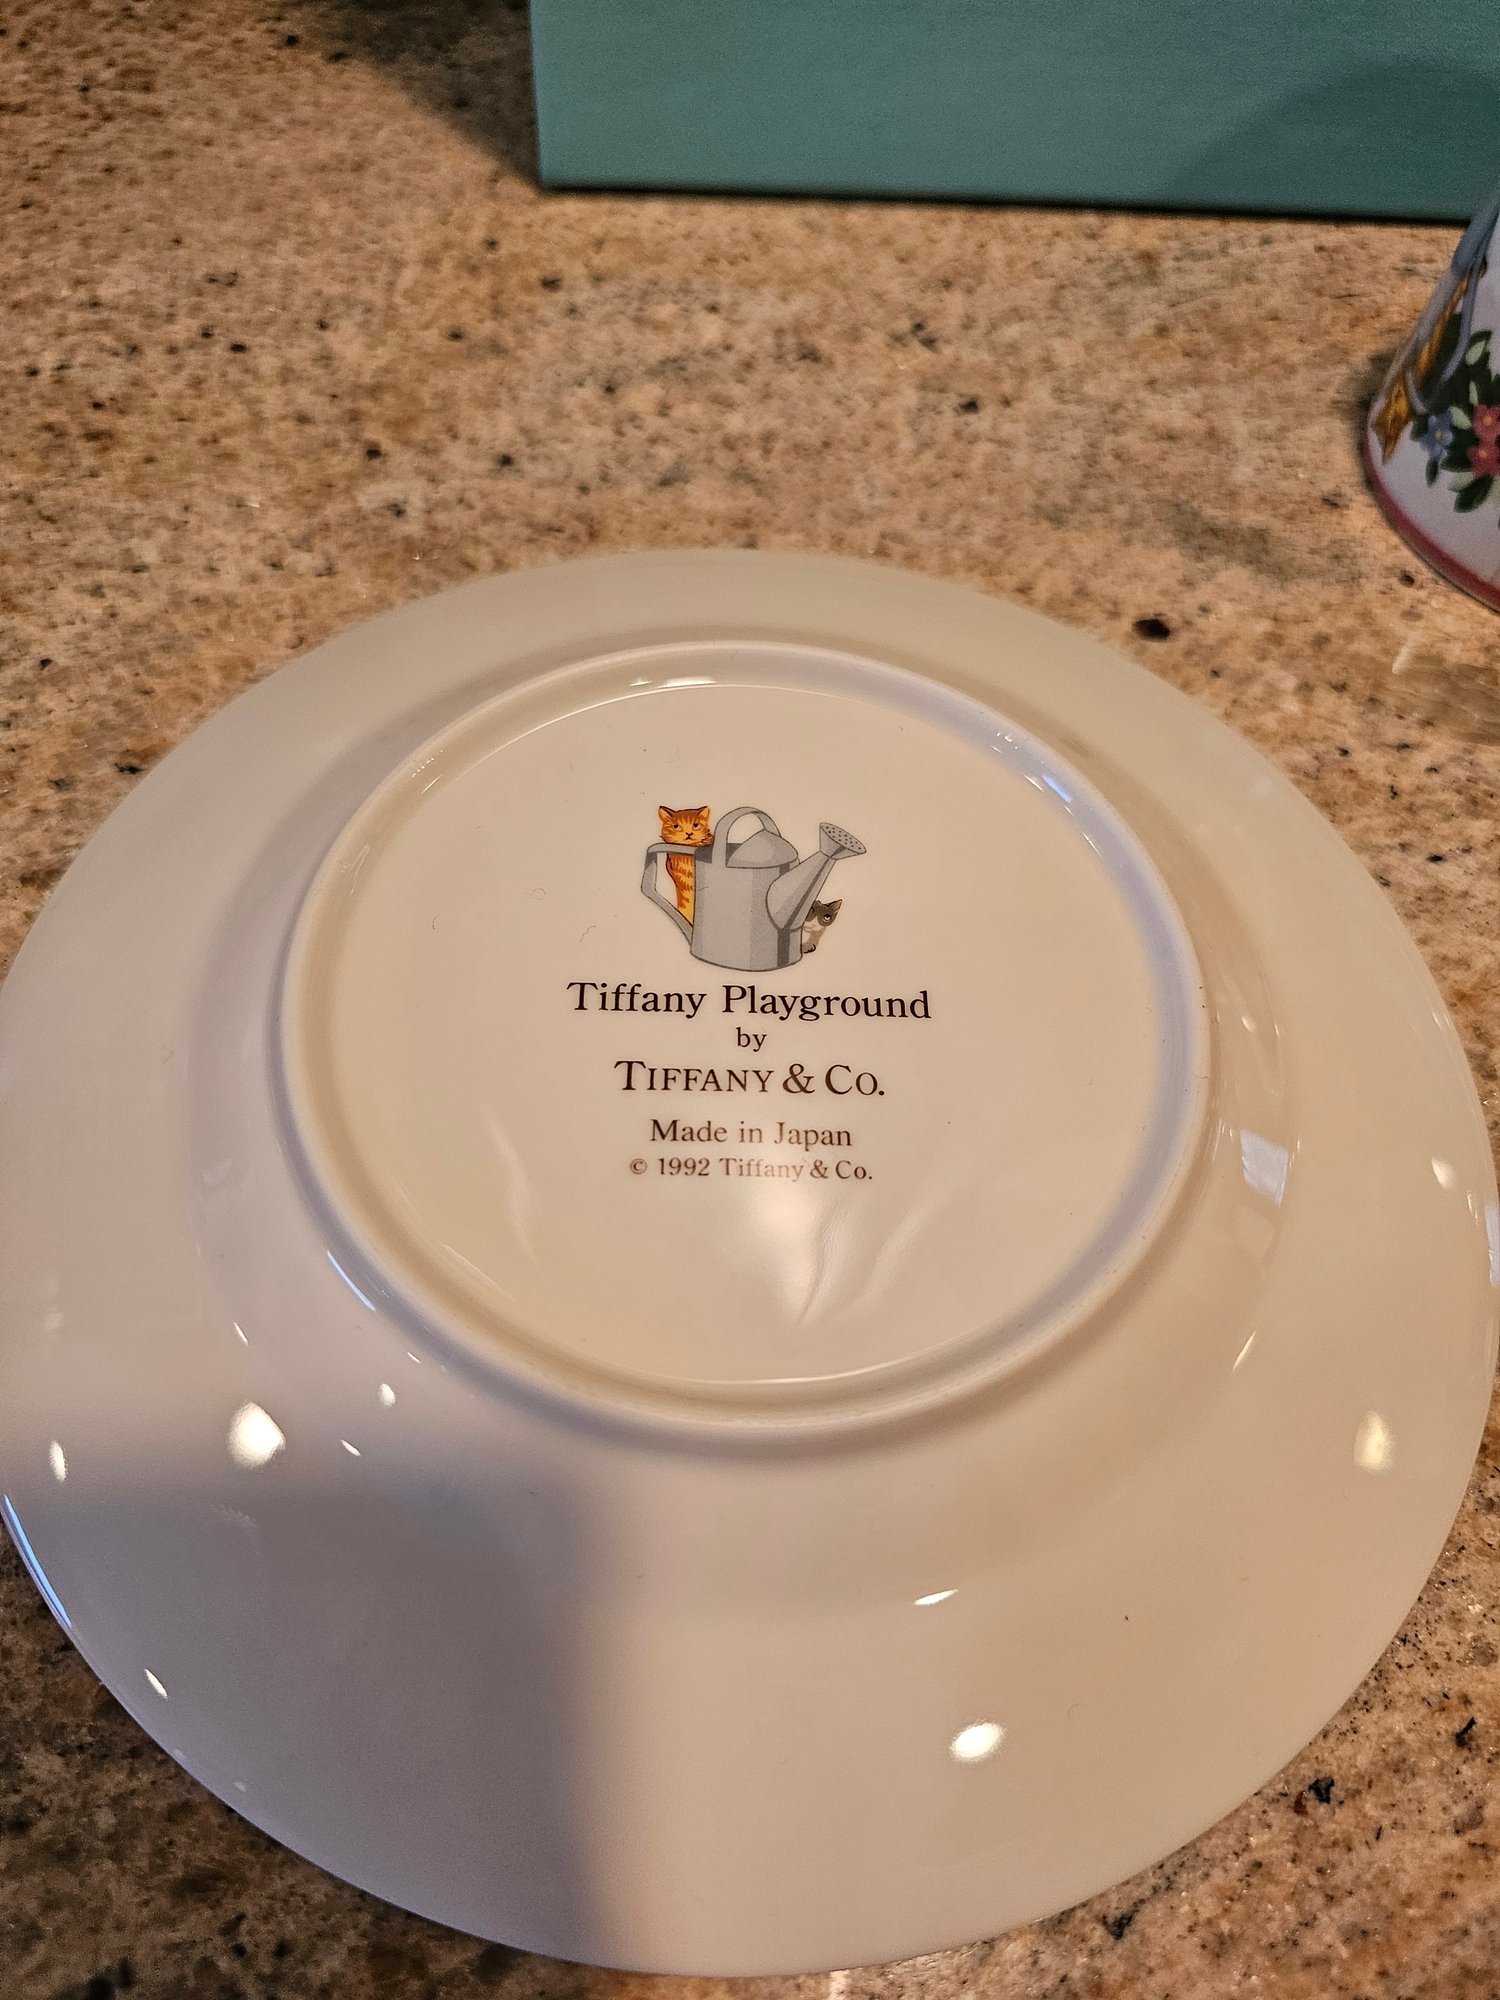 Tiffany Playground
by
TIFFANY & CO.
Made in Japan
© 1992 Tiffany & Co.